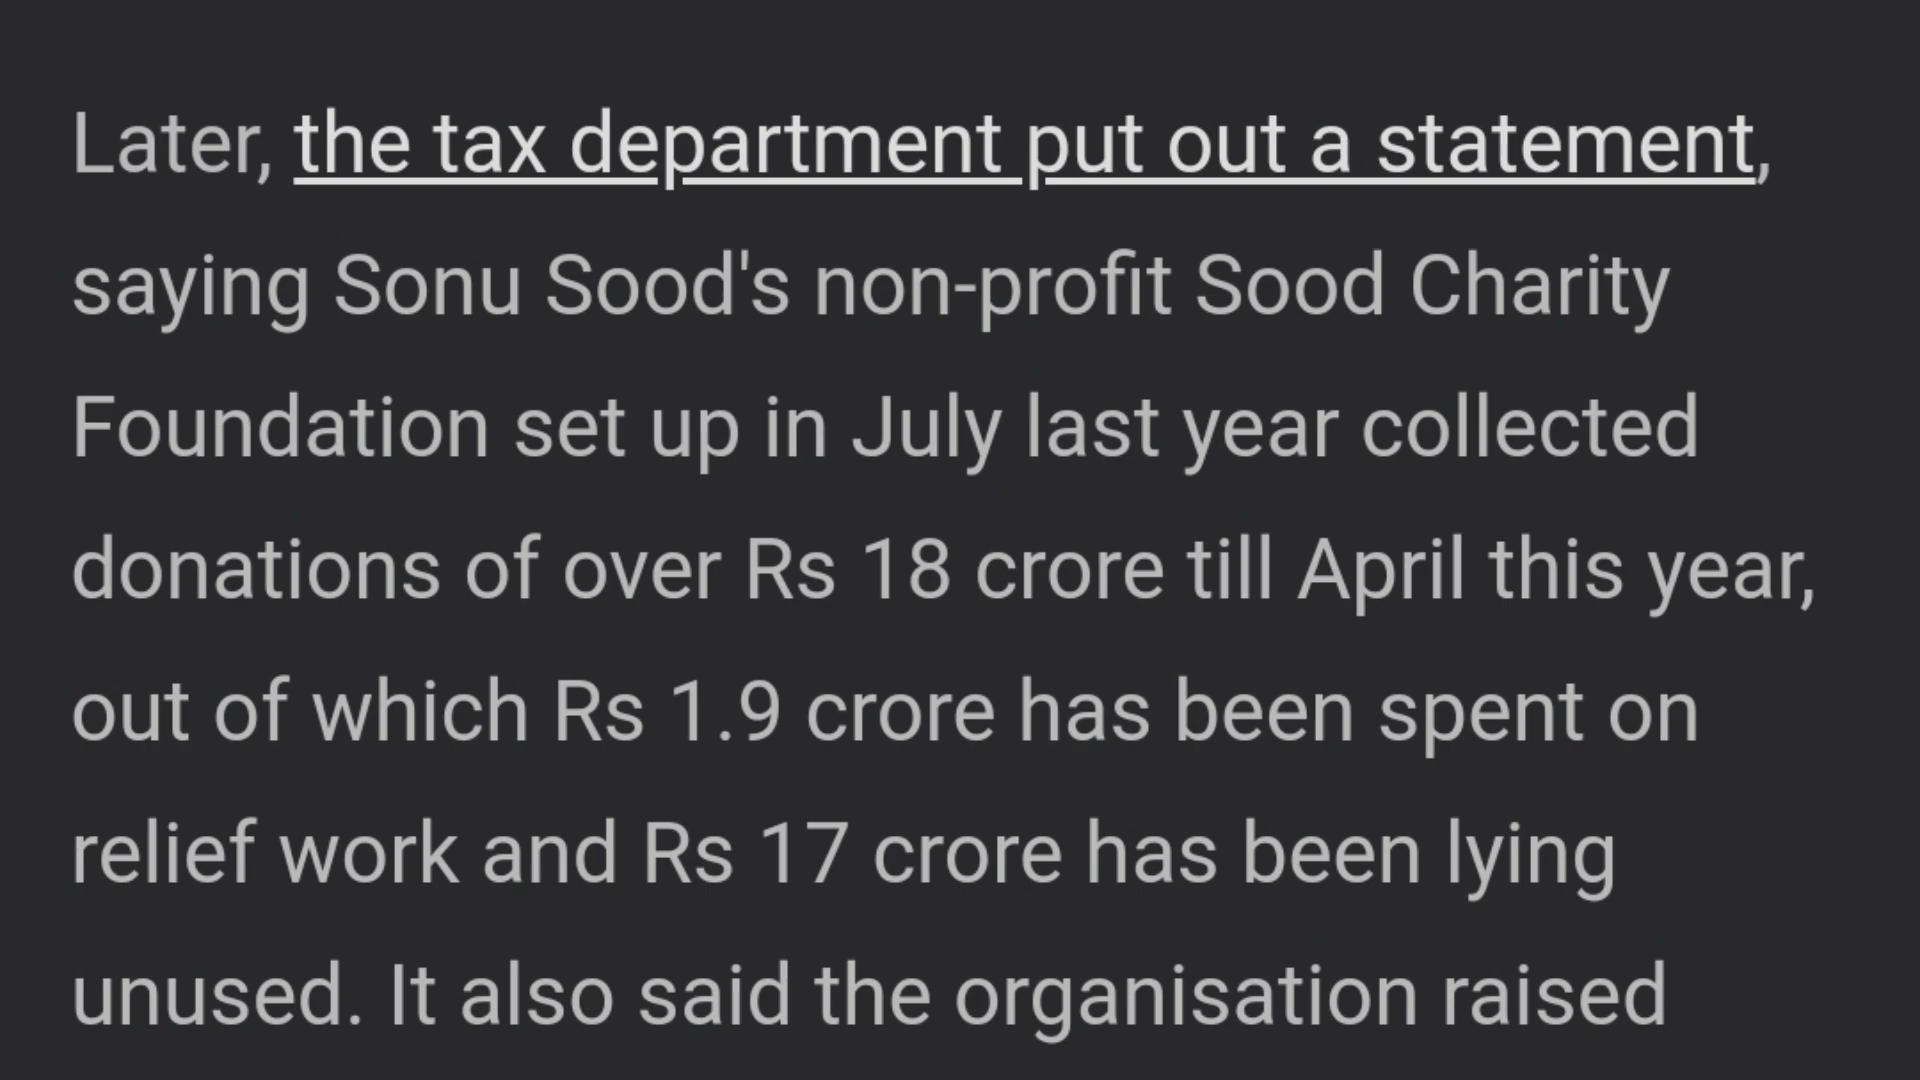 Later, the tax department put out a statement,
saying Sonu Sood's non-profit Sood Charity
Foundation set up in July last year collected
donations of over Rs 18 crore till April this year,
out of which Rs 1.9 crore has been spent on
relief work and Rs 17 crore has been lying
unused. It also said the organisation raised